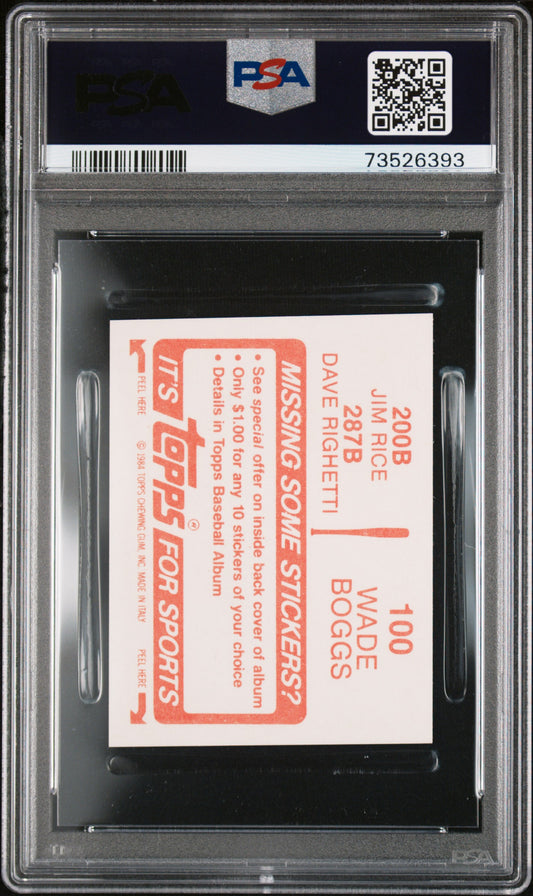 PSA
PSA
73526393
200B
JIM RICE
287B
DAVE RIGHETTI
100
WADE
BOGGS
MISSING SOME STICKERS?
• See special offer on inside back cover of album
• Only $1.00 for any 10 stickers of your choice
• Details in Topps Baseball Album
IT'S TOPPS® FOR SPORTS
PEEL HERE
© 1984 TOPPS CHEWING GUM, INC. MADE IN ITALY
PEEL HERE
PSA